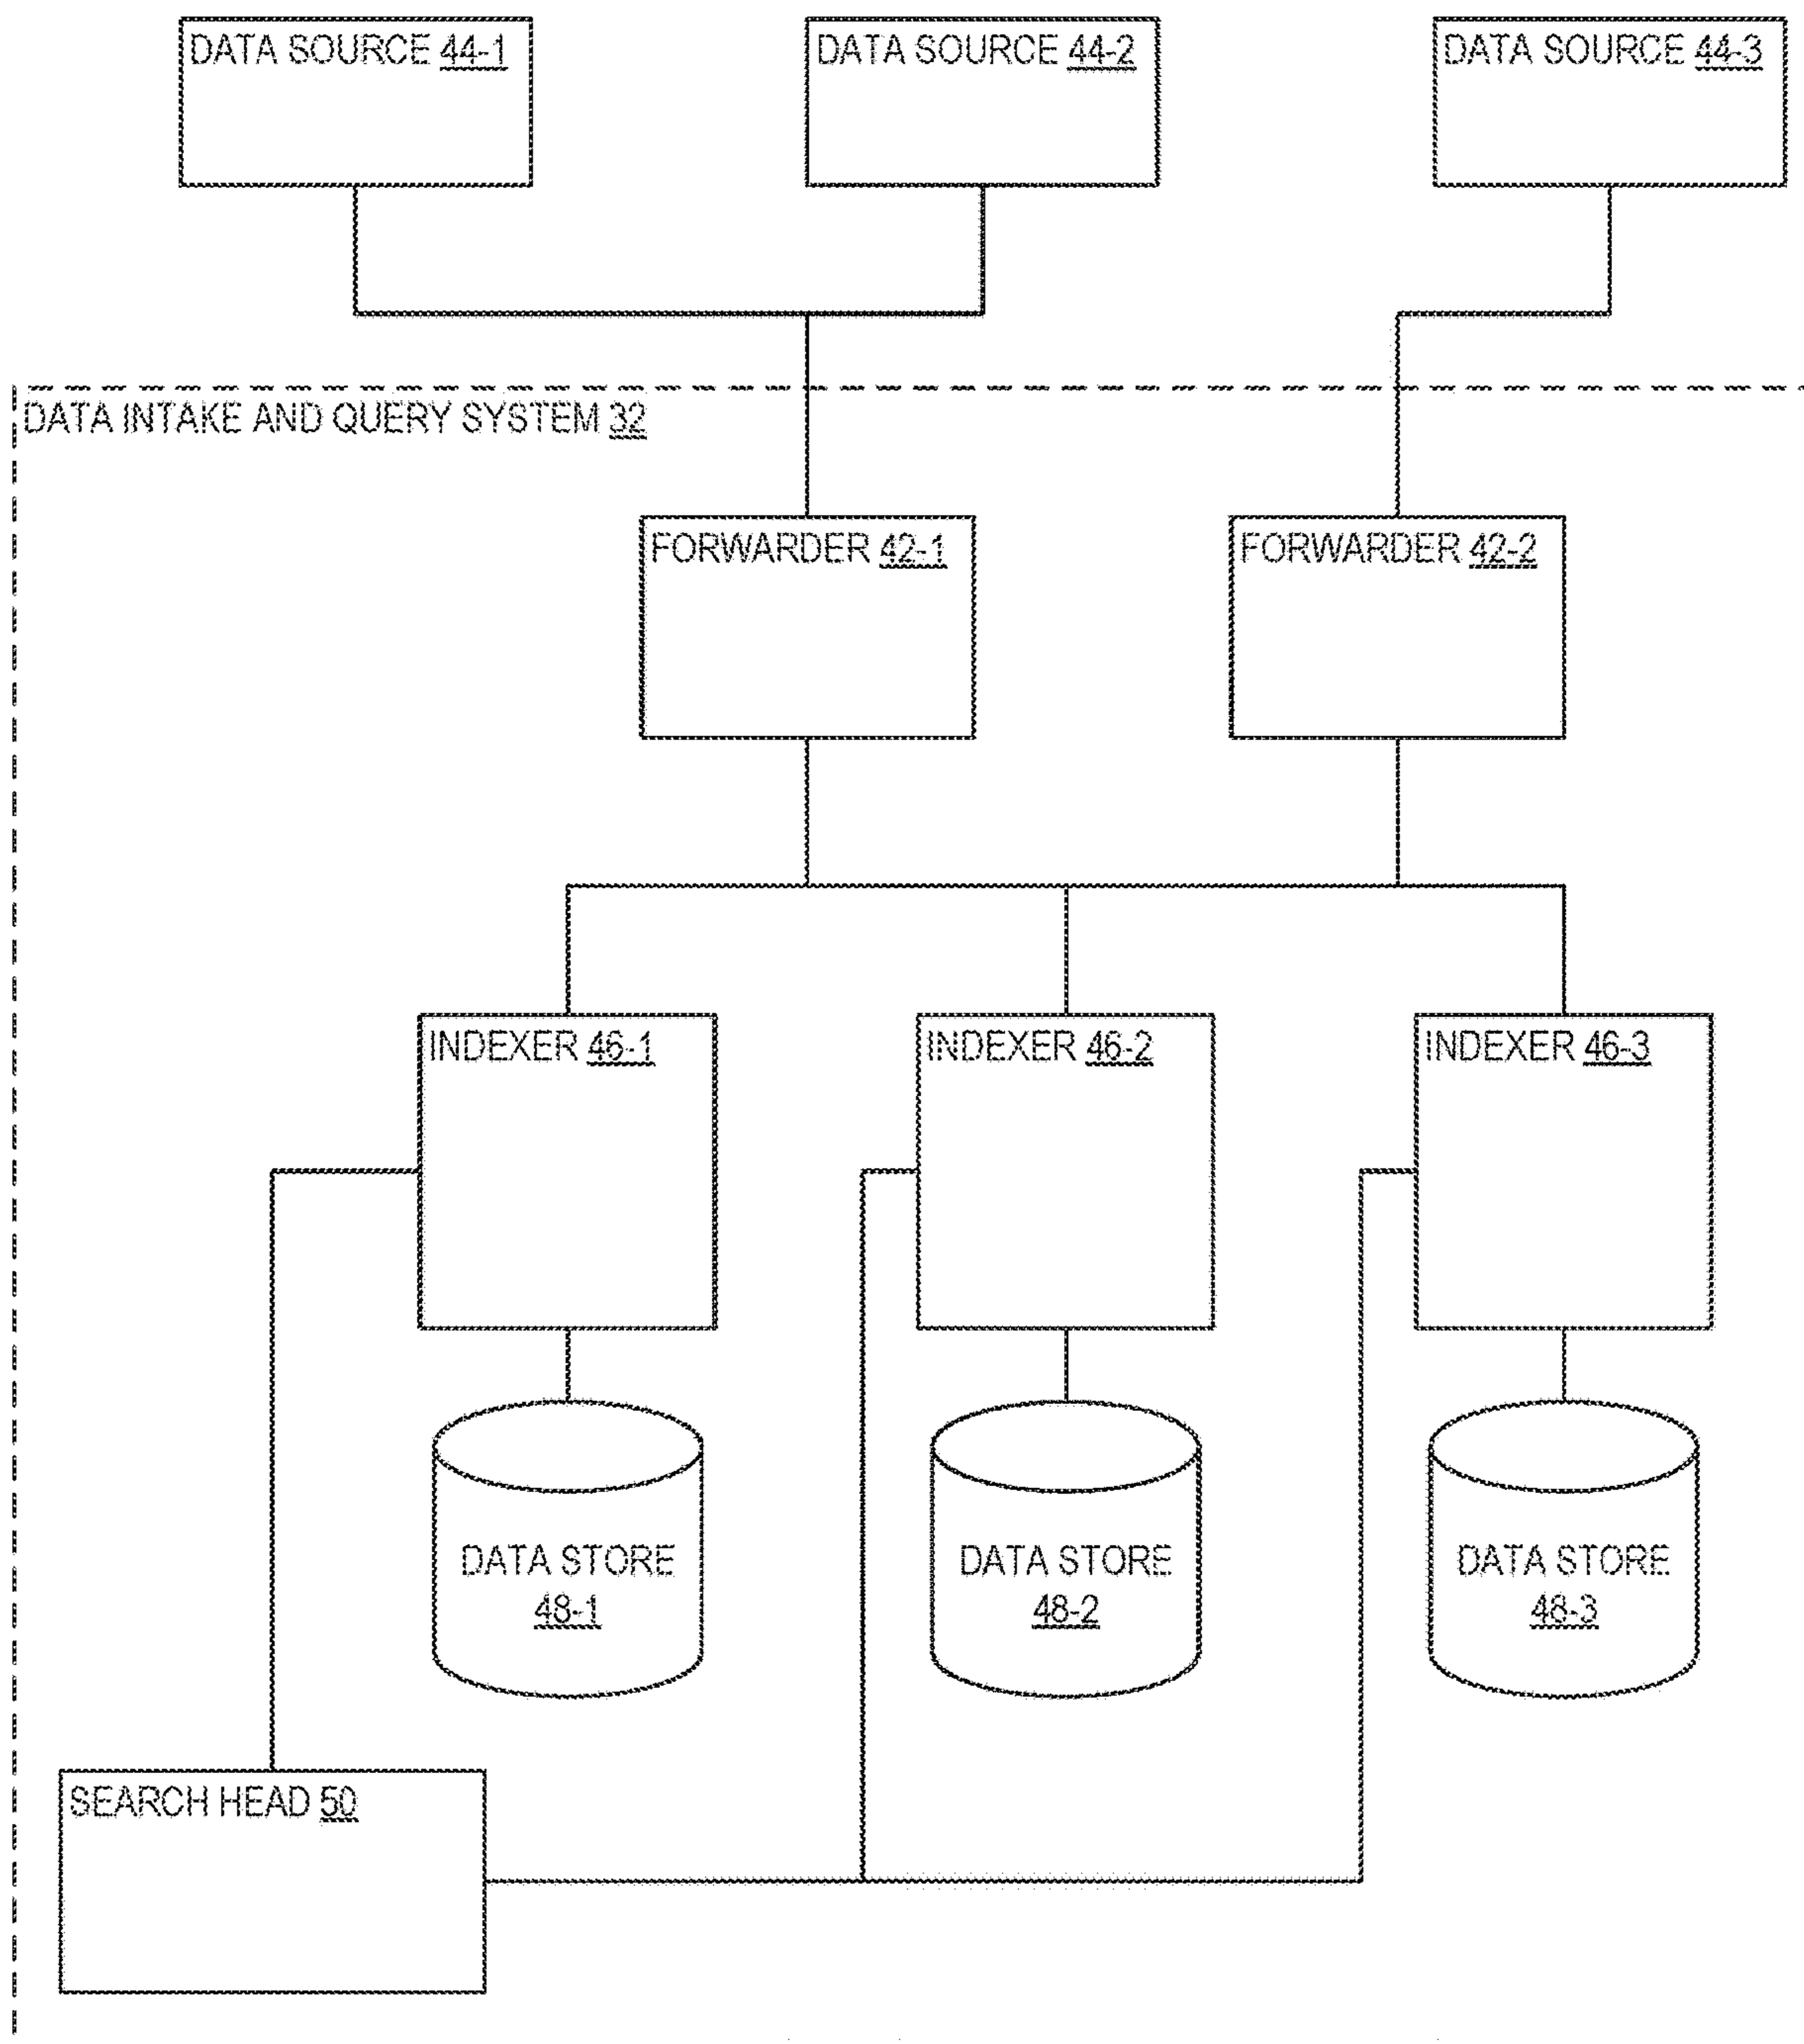 DATA SOURCE 44-1
DATA SOURCE 44-2
DATA SOURCE 44-3
DATA INTAKE AND QUERY SYSTEM 32
FORWARDER 42-1
FORWARDER 42-2
INDEXER 46-1
INDEXER 46-2
INDEXER 46-3
DATA STORE
48-1
DATA STORE
48-2
DATA STORE
48-3
SEARCH HEAD 50